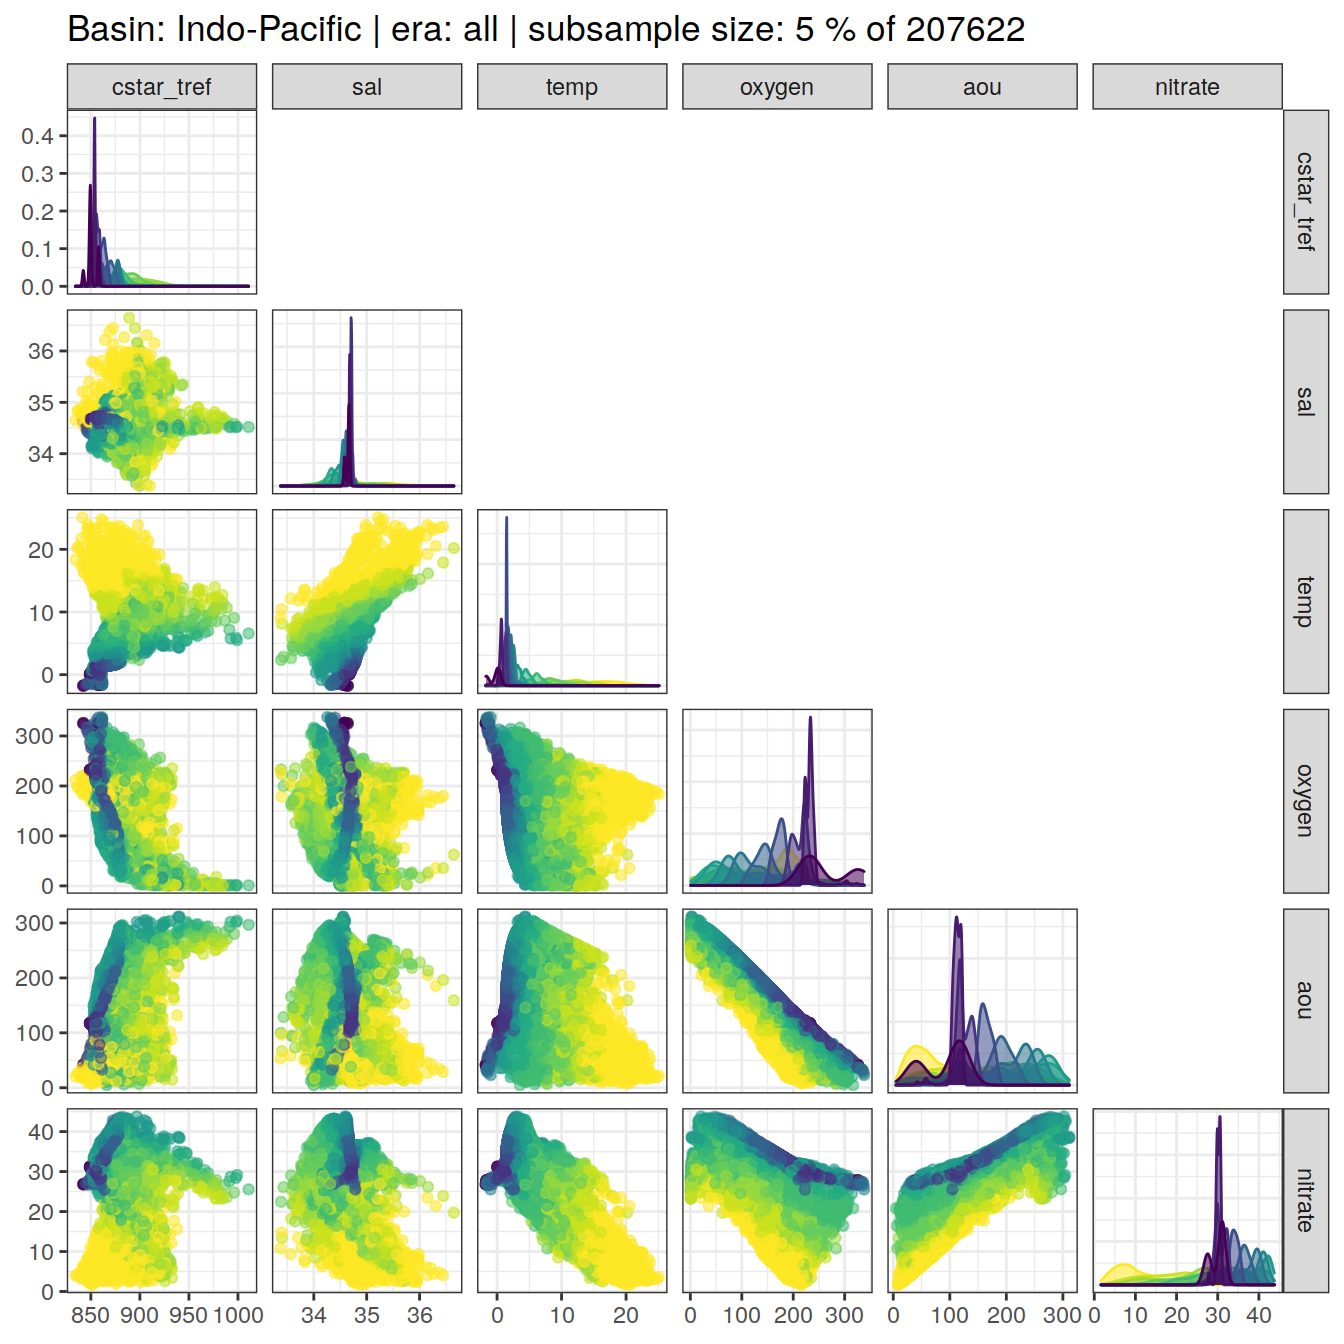 Basin: Indo-Pacific | era: all | subsample size: 5 % of 207622
cstar_tref sal temp oxygen aou nitrate
0.4
0.3
0.2
0.1
0.0
cstar_tref
36
35
34
sal
20
10
0
temp
300
200
100
0
oxygen
300
200
100
0
aou
40
30
20
10
0
nitrate
850 900 950 1000 34 35 36 0 10 20 0 100 200 300 0 100 200 300 0 10 20 30 40